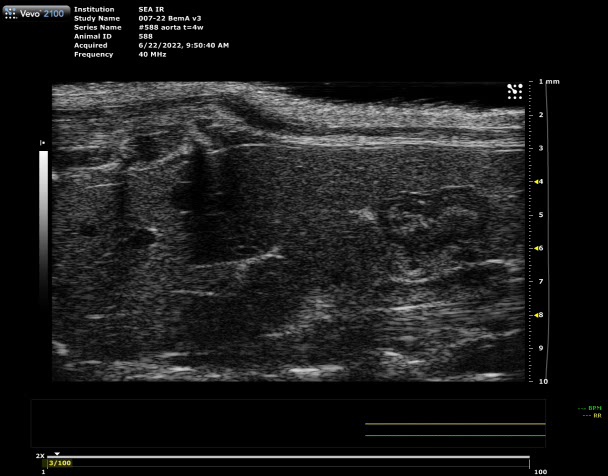 Vevo 2100
Institution SEA IR
Study Name 007-22 BemA v3
Series Name #588 aorta t=4w
Animal ID 588
Acquired 6/22/2022, 9:50:40 AM
Frequency 40 MHz
1 mm
2
3
4
5
6
7
8
9
10
--- BPM
--- RR
2X
3/100
1 100